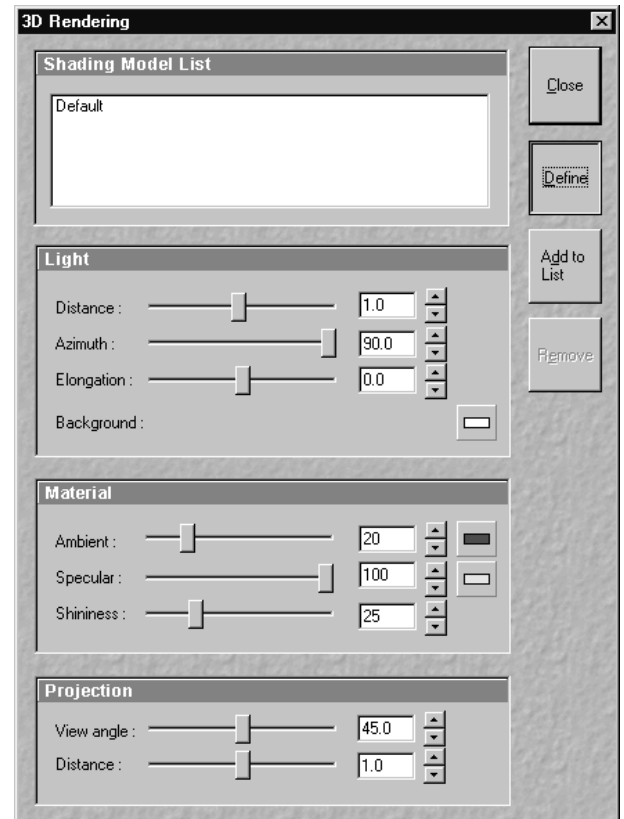 3D Rendering
Shading Model List
Default
Close
Define
Add to
List
Remove
Light
Distance : 1.0
Azimuth : 90.0
Elongation : 0.0
Background :
Material
Ambient : 20
Specular : 100
Shininess : 25
Projection
View angle : 45.0
Distance : 1.0